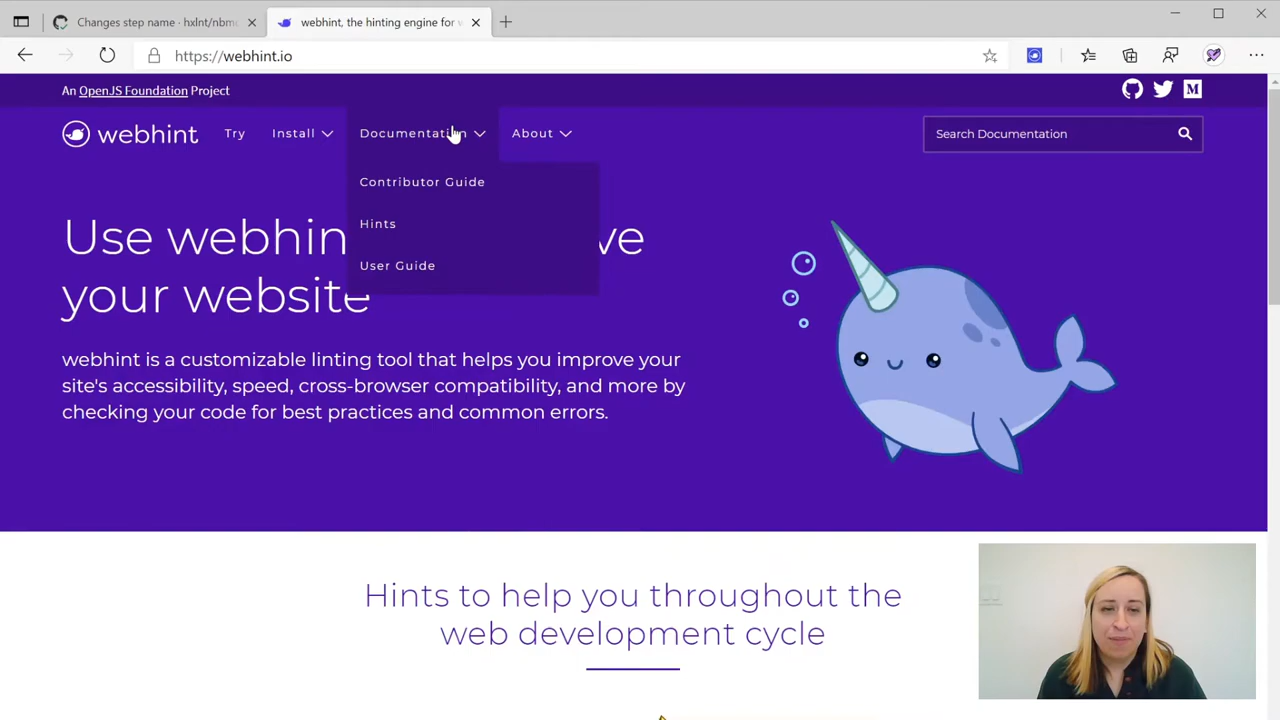 Changes step name · hxlnt/nbmc
webhint, the hinting engine for w
https://webhint.io
An OpenJS Foundation Project
webhint Try Install Documentation About Search Documentation
Contributor Guide
Hints
User Guide
Use webhin ve
your website
webhint is a customizable linting tool that helps you improve your
site's accessibility, speed, cross-browser compatibility, and more by
checking your code for best practices and common errors.
Hints to help you throughout the
web development cycle